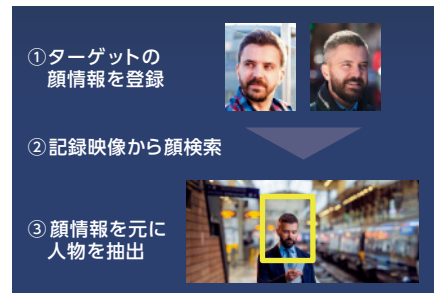 ①ターゲットの
顔情報を登録
②記録映像から顔検索
③顔情報を元に
人物を抽出